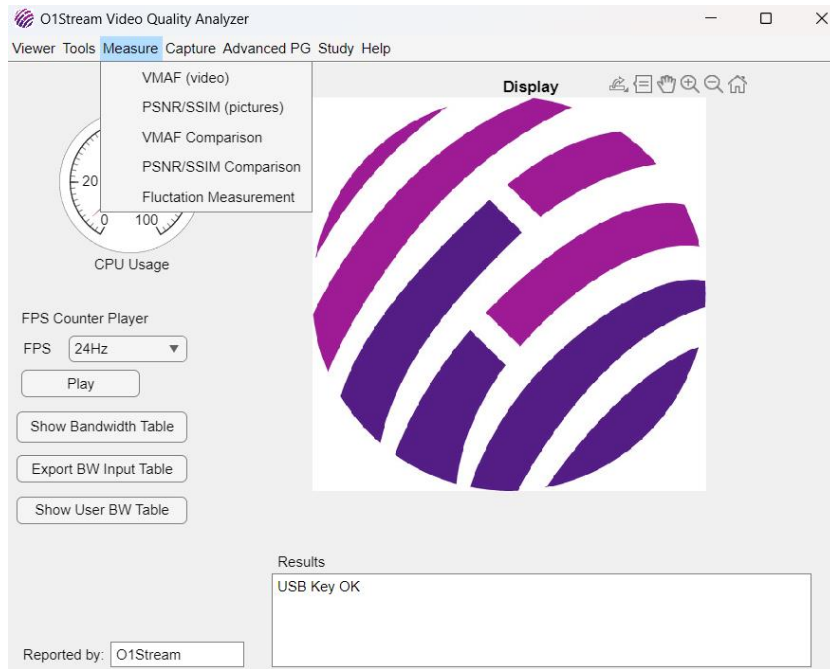 O1Stream Video Quality Analyzer
Viewer Tools Measure Capture Advanced PG Study Help
VMAF (video)
PSNR/SSIM (pictures)
VMAF Comparison
PSNR/SSIM Comparison
Fluctation Measurement
Display
20
0 100
CPU Usage
FPS Counter Player
FPS 24Hz
Play
Show Bandwidth Table
Export BW Input Table
Show User BW Table
Results
USB Key OK
Reported by: O1Stream